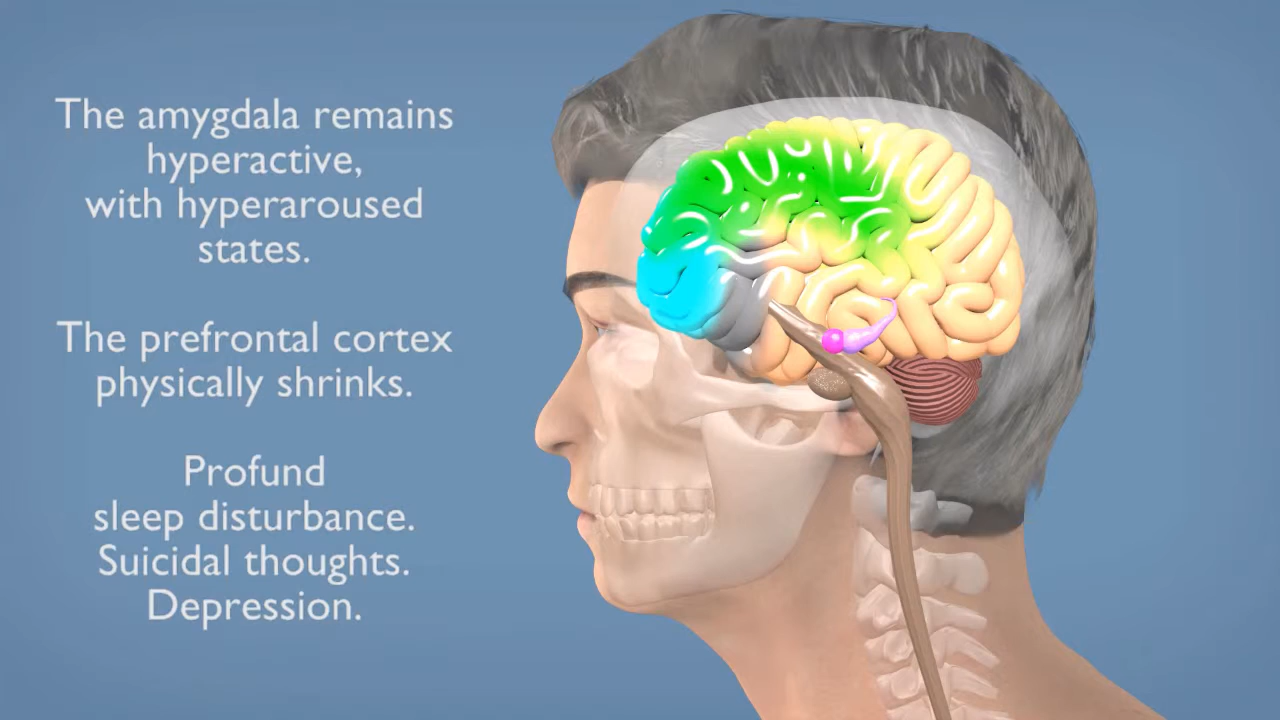 The amygdala remains
hyperactive,
with hyperaroused
states.
The prefrontal cortex
physically shrinks.
Profund
sleep disturbance.
Suicidal thoughts.
Depression.